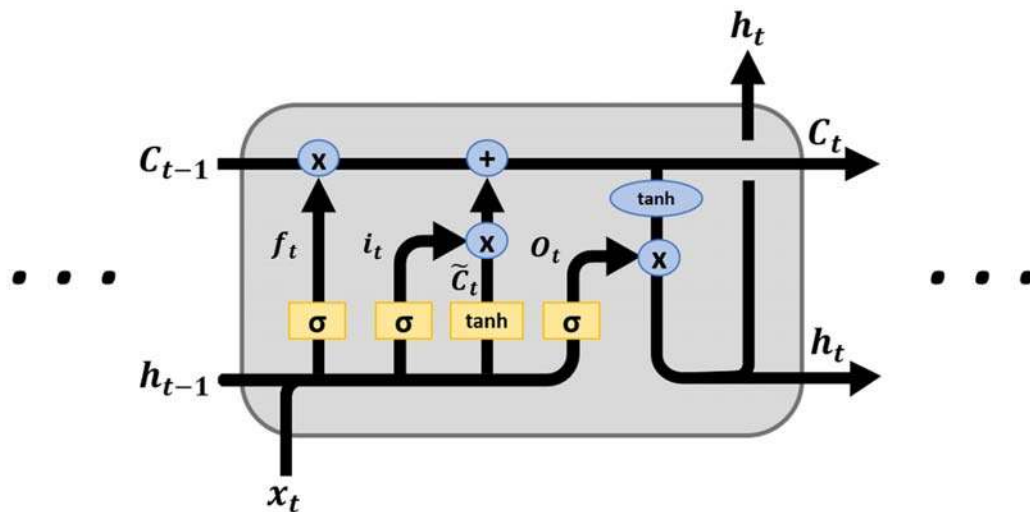 h_t
C_{t-1} x + C_t
tanh
f_t i_t x O_t x
C̃_t
. . . . . .
σ σ tanh σ
h_{t-1} h_t
x_t